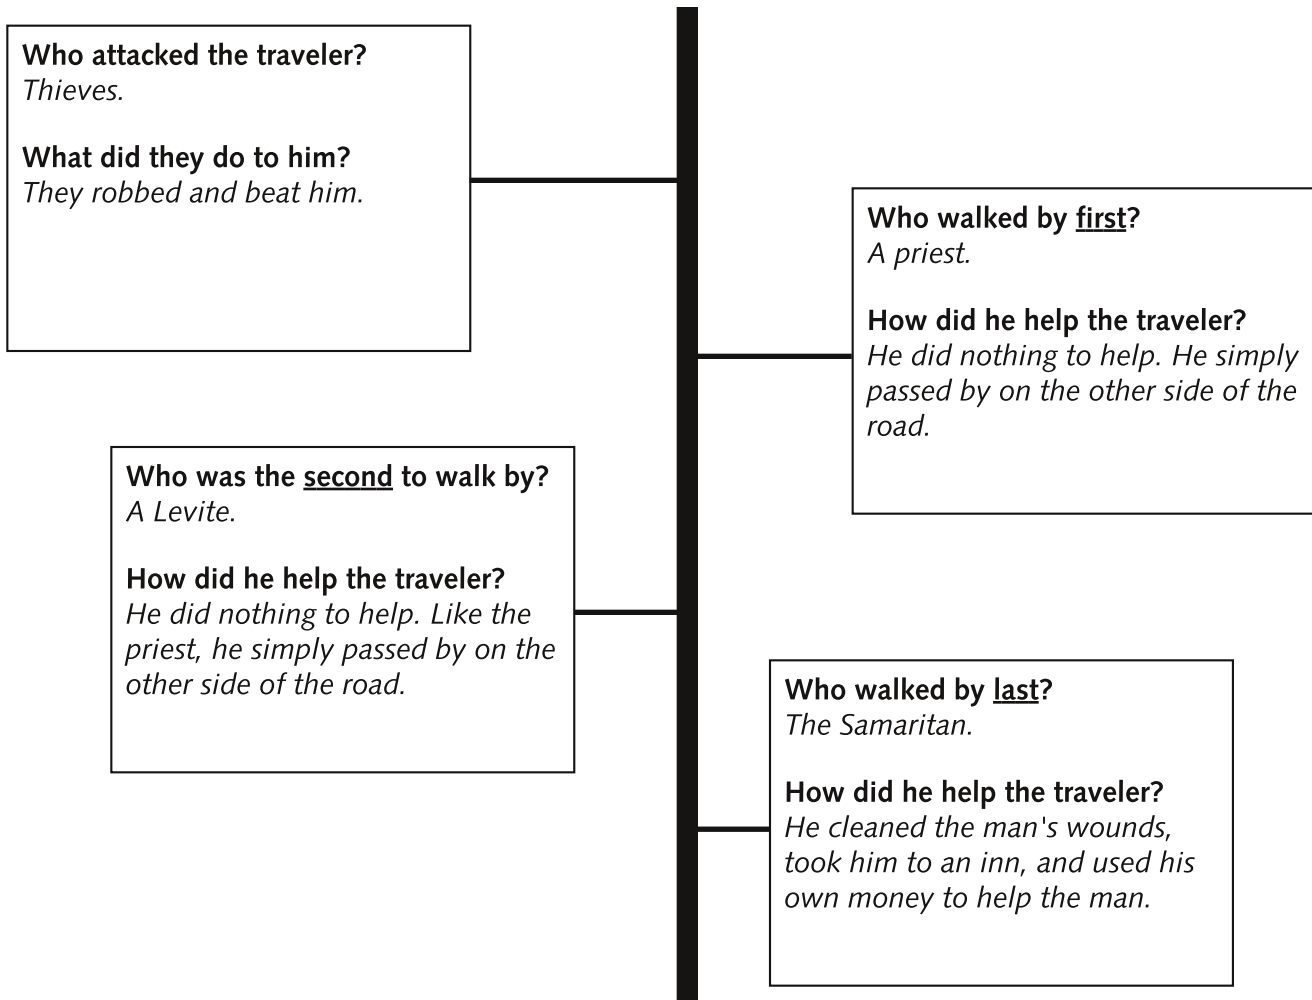 Who attacked the traveler?
Thieves.
What did they do to him?
They robbed and beat him.
Who walked by first?
A priest.
How did he help the traveler?
He did nothing to help. He simply
passed by on the other side of the
road.
Who was the second to walk by?
A Levite.
How did he help the traveler?
He did nothing to help. Like the
priest, he simply passed by on the
other side of the road.
Who walked by last?
The Samaritan.
How did he help the traveler?
He cleaned the man's wounds,
took him to an inn, and used his
own money to help the man.